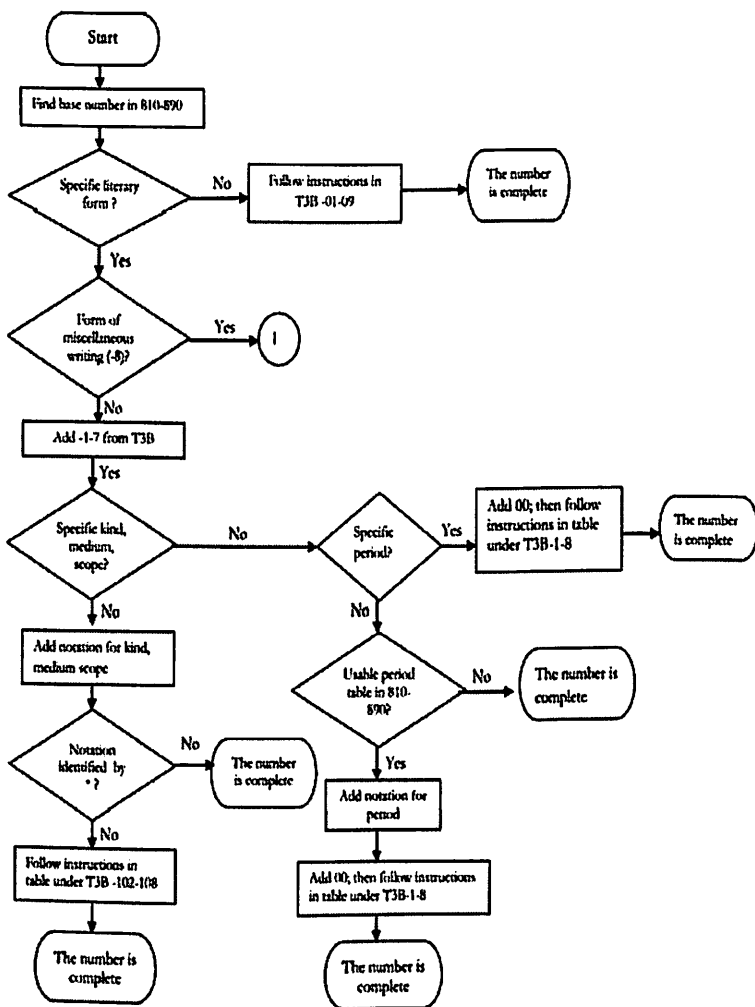 Start
Find base number in 810-890
Specific literary
form ?
No
Follow instructions in
T3B -01-09
The number
is complete
Yes
Form of
miscellaneous
writing (-8)?
Yes
1
No
Add -1-7 from T3B
Yes
Specific kind,
medium,
scope?
No
Specific
period?
Yes
Add 00; then follow
instructions in table
under T3B-1-8
The number
is complete
No
Add notation for kind,
medium scope
No
Usable period
table in 810-
890?
No
The number is
complete
Notation
identified by
* ?
No
The number
is complete
Yes
Add notation for
period
No
Follow instructions in
table under T3B -102-108
Add 00; then follow instructions
in table under T3B-1-8
The number is
complete
The number is
complete